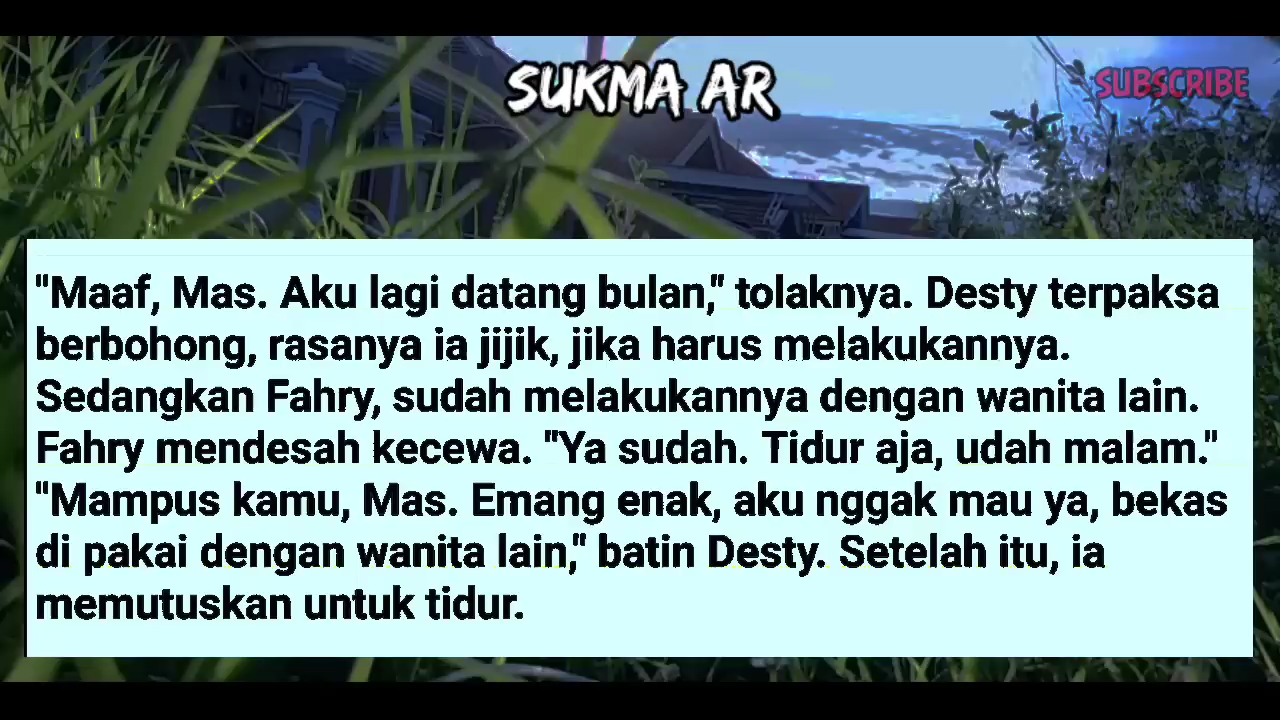 SUKMA AR
SUBSCRIBE
"Maaf, Mas. Aku lagi datang bulan," tolaknya. Desty terpaksa
berbohong, rasanya ia jijik, jika harus melakukannya.
Sedangkan Fahry, sudah melakukannya dengan wanita lain.
Fahry mendesah kecewa. "Ya sudah. Tidur aja, udah malam."
"Mampus kamu, Mas. Emang enak, aku nggak mau ya, bekas
di pakai dengan wanita lain," batin Desty. Setelah itu, ia
memutuskan untuk tidur.